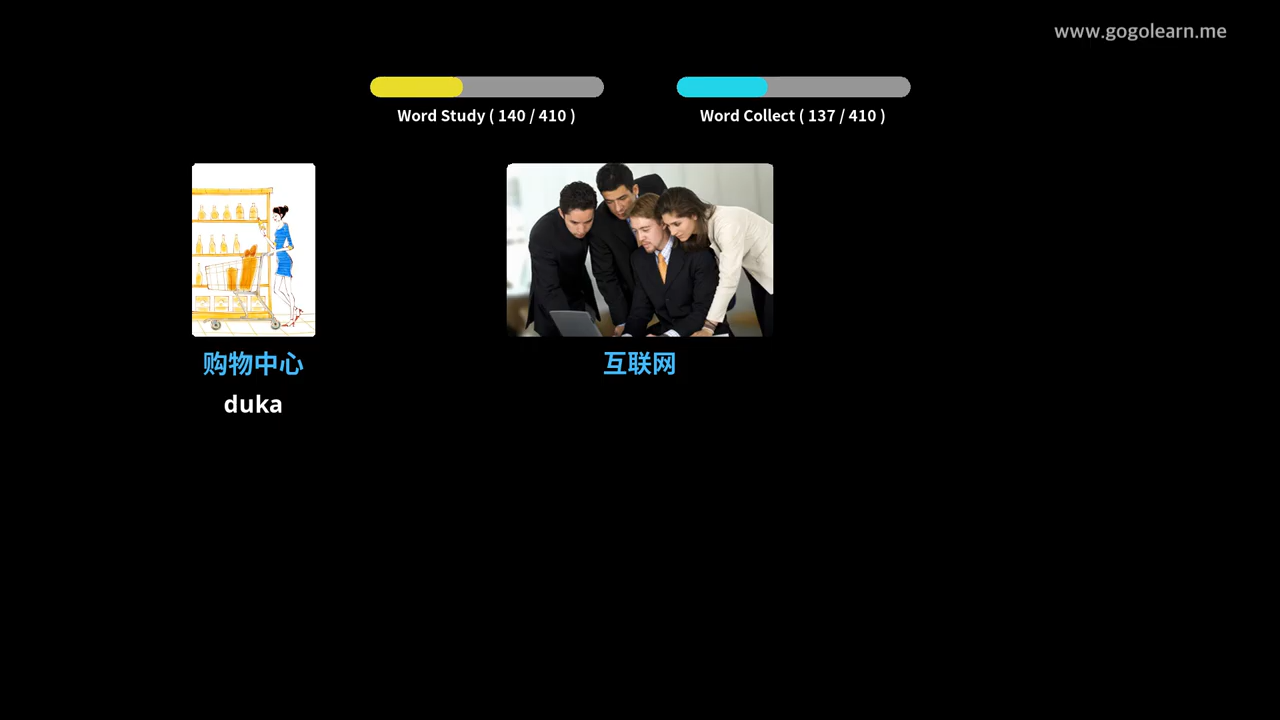 www.gogolearn.me
Word Study ( 140 / 410 )
Word Collect ( 137 / 410 )
购物中心
互联网
duka